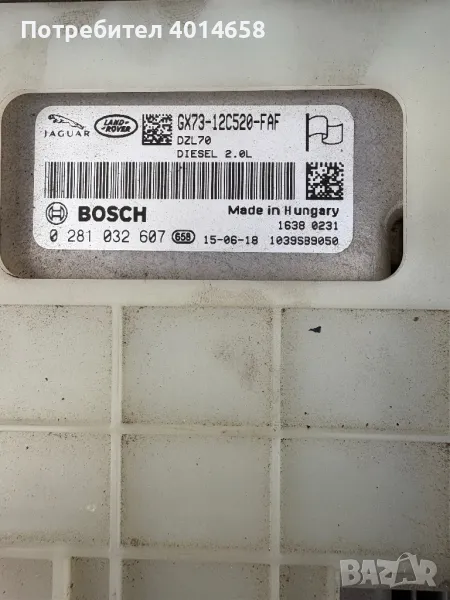 Потребител 4014658
JAGUAR
LAND- ROVER
GX73-12C520-FAF
DZL70
DIESEL 2.0L
BOSCH
Made in Hungary
1638 0231
0 281 032 607 658 15-06-18 1039S89050
BAZAR